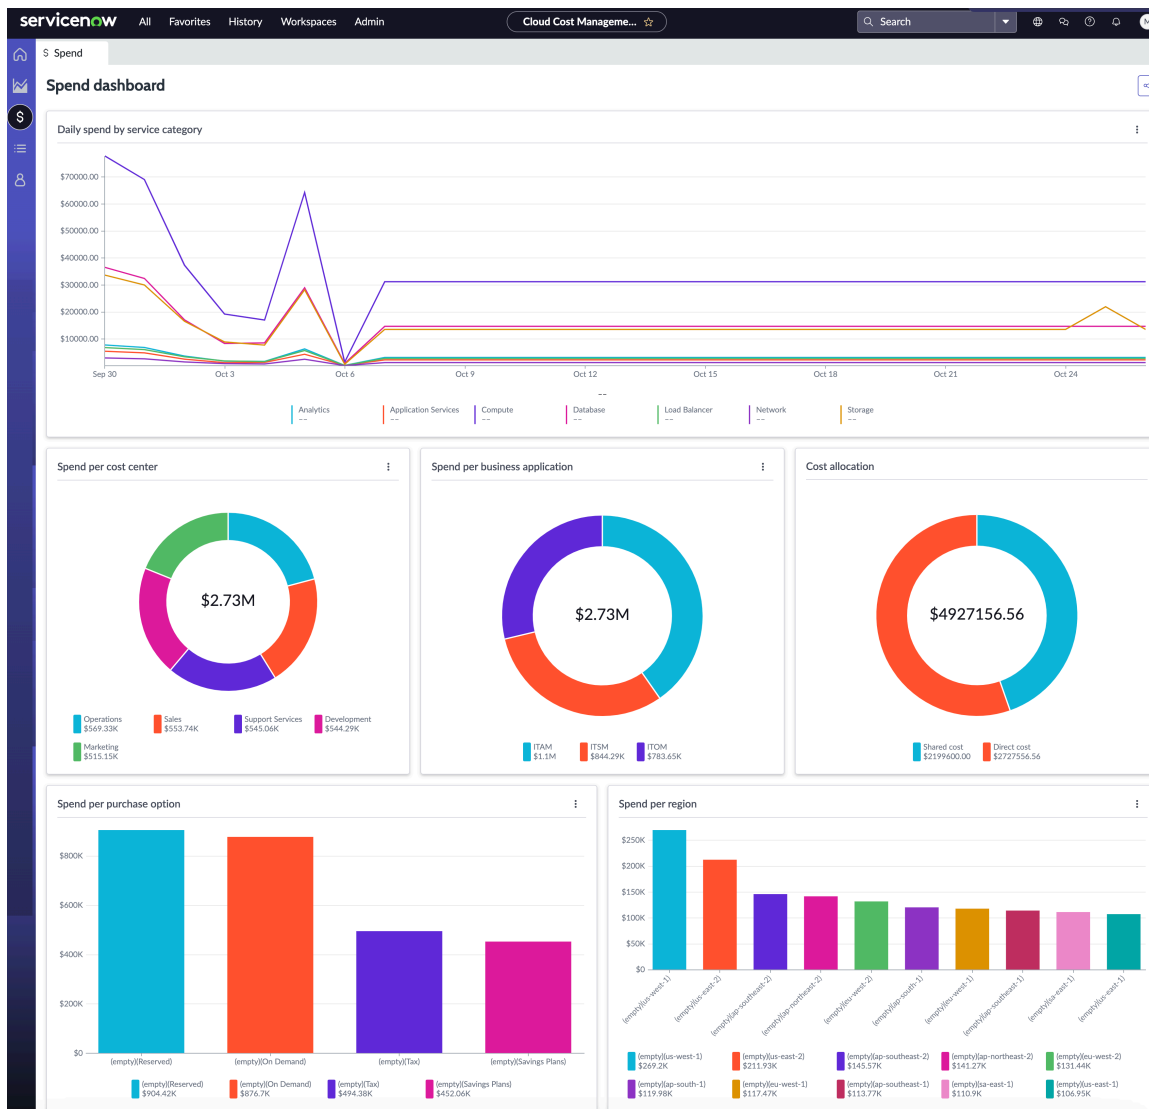 servicenow
All
Favorites
History
Workspaces
Admin
Cloud Cost Manageme...
Search
M
$
$ Spend
Spend dashboard
Daily spend by service category
$70000.00
$60000.00
$50000.00
$40000.00
$30000.00
$20000.00
$10000.00
Sep 30
Oct 3
Oct 6
Oct 9
Oct 12
Oct 15
Oct 18
Oct 21
Oct 24
--
Analytics
--
Application Services
--
Compute
--
Database
--
Load Balancer
--
Network
--
Storage
--
Spend per cost center
$2.73M
Operations
$569.33K
Sales
$553.74K
Support Services
$545.06K
Development
$544.29K
Marketing
$515.15K
Spend per business application
$2.73M
ITAM
$1.1M
ITSM
$844.29K
ITOM
$783.65K
Cost allocation
$4927156.56
Shared cost
$2199600.00
Direct cost
$2727556.56
Spend per purchase option
$800K
$600K
$400K
$200K
$0
(empty)(Reserved)
(empty)(On Demand)
(empty)(Tax)
(empty)(Savings Plans)
(empty)(Reserved)
$904.42K
(empty)(On Demand)
$876.7K
(empty)(Tax)
$494.38K
(empty)(Savings Plans)
$452.06K
Spend per region
$250K
$200K
$150K
$100K
$50K
$0
(empty)(us-west-1)
(empty)(us-east-2)
(empty)(ap-southeast-2)
(empty)(ap-northeast-2)
(empty)(eu-west-2)
(empty)(ap-south-1)
(empty)(eu-west-1)
(empty)(ap-southeast-1)
(empty)(sa-east-1)
(empty)(us-east-1)
(empty)(us-west-1)
$269.2K
(empty)(us-east-2)
$211.93K
(empty)(ap-southeast-2)
$145.57K
(empty)(ap-northeast-2)
$141.27K
(empty)(eu-west-2)
$131.44K
(empty)(ap-south-1)
$119.98K
(empty)(eu-west-1)
$117.47K
(empty)(ap-southeast-1)
$113.77K
(empty)(sa-east-1)
$110.9K
(empty)(us-east-1)
$106.95K